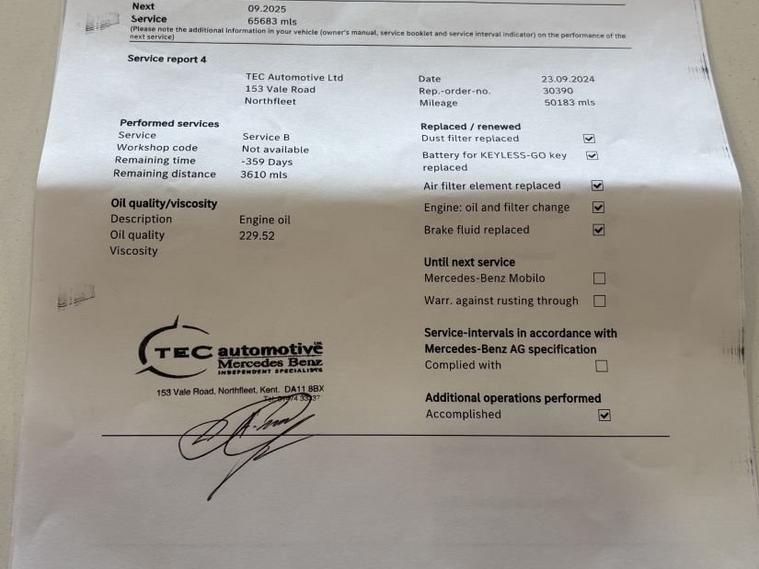 Next 09.2025
Service 65683 mls
(Please note the additional information in your vehicle (owner's manual, service booklet and service interval indicator) on the performance of the
next service)
Service report 4
TEC Automotive Ltd
153 Vale Road
Northfleet
Date 23.09.2024
Rep.-order-no. 30390
Mileage 50183 mls
Performed services
Service Service B
Workshop code Not available
Remaining time -359 Days
Remaining distance 3610 mls
Oil quality/viscosity
Description Engine oil
Oil quality 229.52
Viscosity
Replaced / renewed
Dust filter replaced
Battery for KEYLESS-GO key
replaced
Air filter element replaced
Engine: oil and filter change
Brake fluid replaced
Until next service
Mercedes-Benz Mobilo
Warr. against rusting through
Service-intervals in accordance with
Mercedes-Benz AG specification
Complied with
Additional operations performed
Accomplished
TEC automotive
Mercedes Benz
INDEPENDENT SPECIALISTS
153 Vale Road, Northfleet, Kent. DA11 8BX